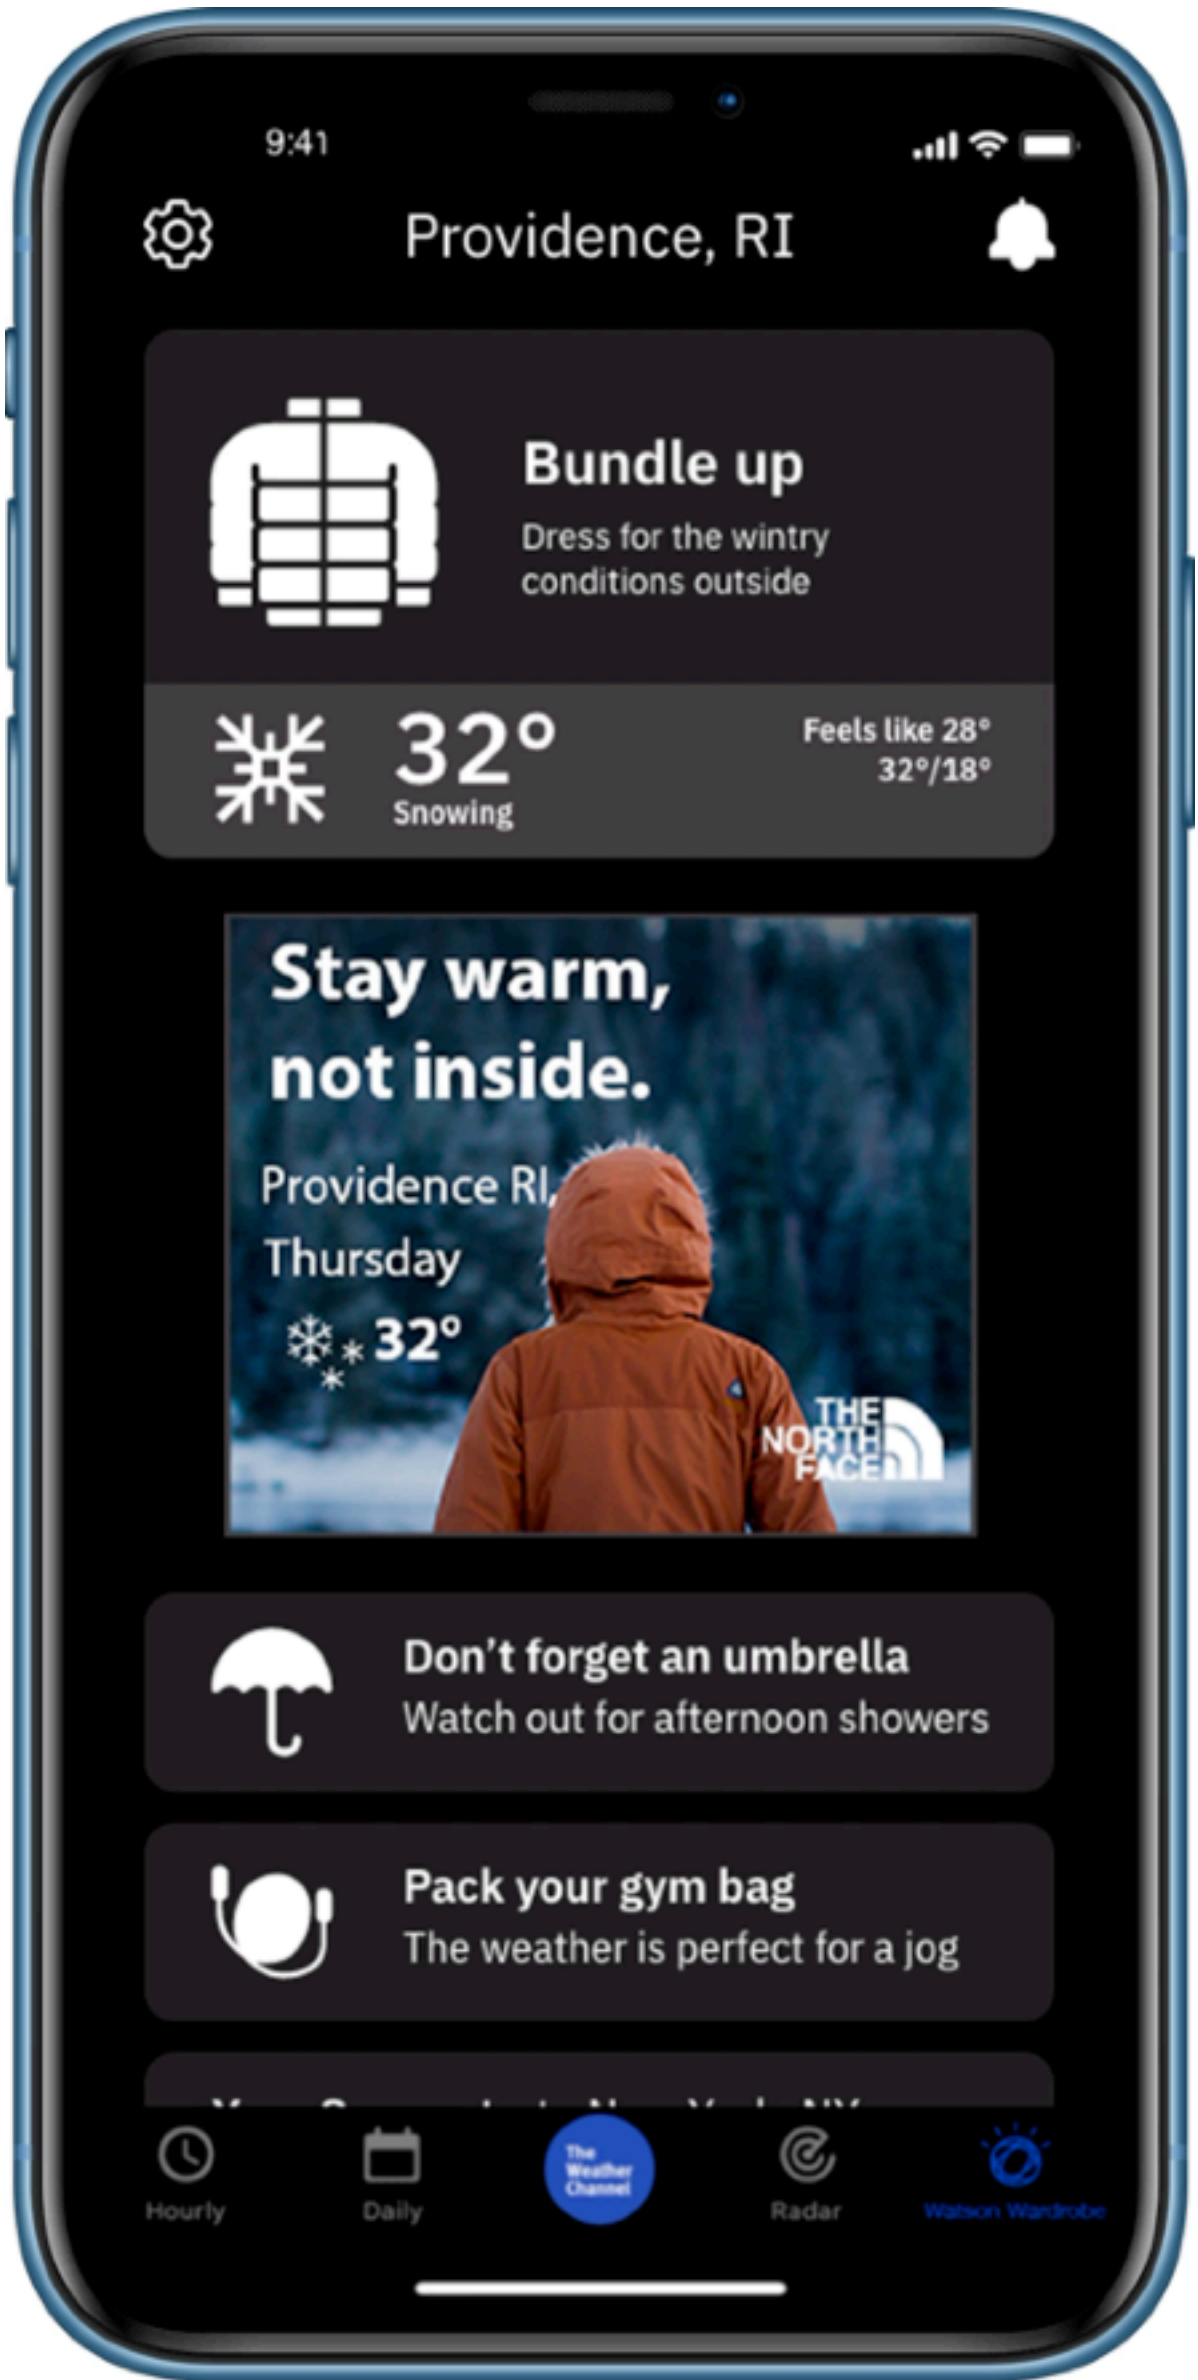 9:41
Providence, RI
Bundle up
Dress for the wintry
conditions outside
32°
Snowing
Feels like 28°
32°/18°
Stay warm,
not inside.
Providence RI,
Thursday
32°
THE
NORTH
FACE
Don't forget an umbrella
Watch out for afternoon showers
Pack your gym bag
The weather is perfect for a jog
Hourly
Daily
The
Weather
Channel
Radar
Watson Wardrobe